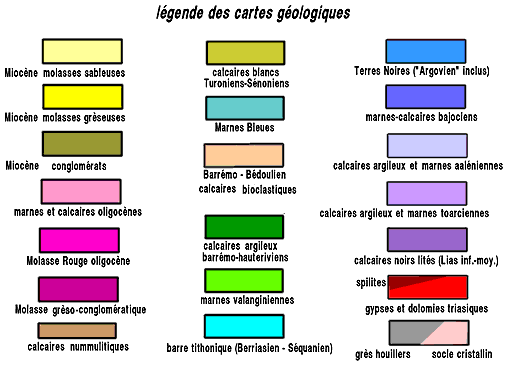 légende des cartes géologiques
Miocène molasses sableuses
Miocène molasses grèseuses
Miocène conglomérats
marnes et calcaires oligocènes
Molasse Rouge oligocène
Molasse grèso-conglomératique
calcaires nummulitiques
calcaires blancs
Turoniens-Sénoniens
Marnes Bleues
Barrémo - Bédoulien
calcaires bioclastiques
calcaires argileux
barrémo-hauteriviens
marnes valanginiennes
barre tithonique (Berriasien - Séquanien)
Terres Noires ("Argovien" inclus)
marnes-calcaires bajociens
calcaires argileux et marnes aaléniennes
calcaires argileux et marnes toarciennes
calcaires noirs lités (Lias inf.-moy.)
spilites
gypses et dolomies triasiques
grès houillers socle cristallin